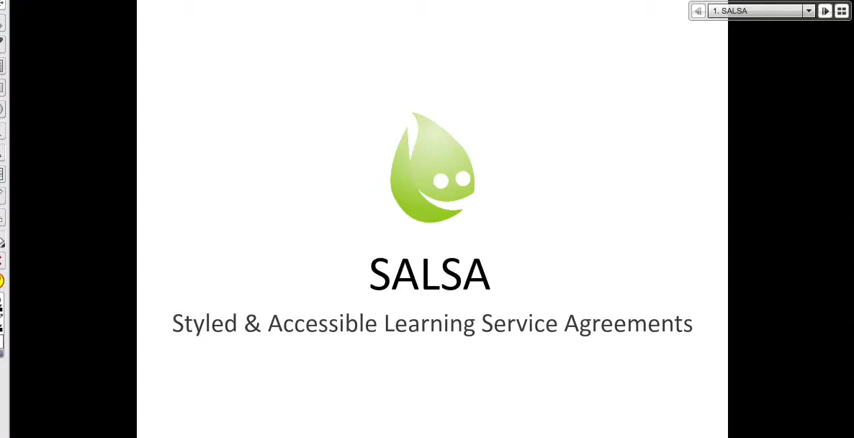 1. SALSA
SALSA
Styled & Accessible Learning Service Agreements